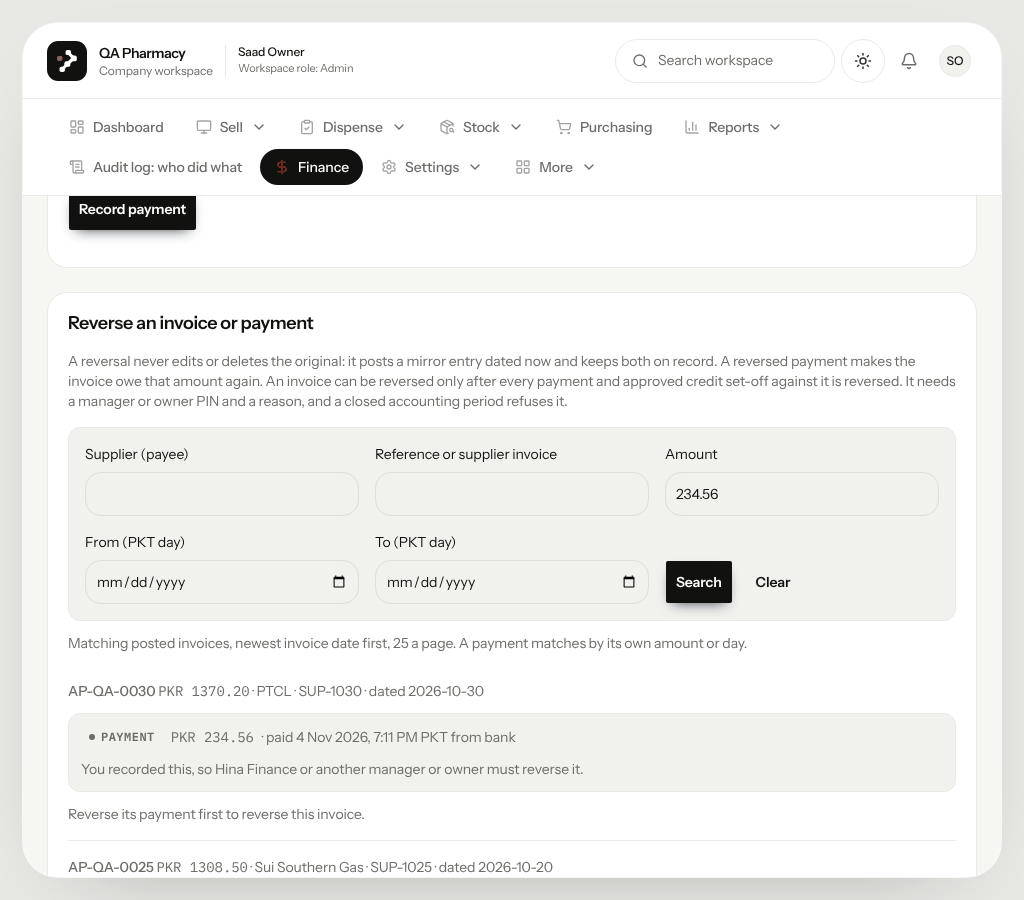 QA Pharmacy
Company workspace
Saad Owner
Workspace role: Admin
Search workspace
SO
Dashboard
Sell
Dispense
Stock
Purchasing
Reports
Audit log: who did what
Finance
Settings
More
Record payment
Reverse an invoice or payment
A reversal never edits or deletes the original: it posts a mirror entry dated now and keeps both on record. A reversed payment makes the
invoice owe that amount again. An invoice can be reversed only after every payment and approved credit set-off against it is reversed. It needs
a manager or owner PIN and a reason, and a closed accounting period refuses it.
Supplier (payee)
Reference or supplier invoice
Amount
234.56
From (PKT day)
To (PKT day)
mm/dd/yyyy
mm/dd/yyyy
Search
Clear
Matching posted invoices, newest invoice date first, 25 a page. A payment matches by its own amount or day.
AP-QA-0030 PKR 1370.20 · PTCL · SUP-1030 · dated 2026-10-30
PAYMENT PKR 234.56 · paid 4 Nov 2026, 7:11 PM PKT from bank
You recorded this, so Hina Finance or another manager or owner must reverse it.
Reverse its payment first to reverse this invoice.
AP-QA-0025 PKR 1308.50 · Sui Southern Gas · SUP-1025 · dated 2026-10-20